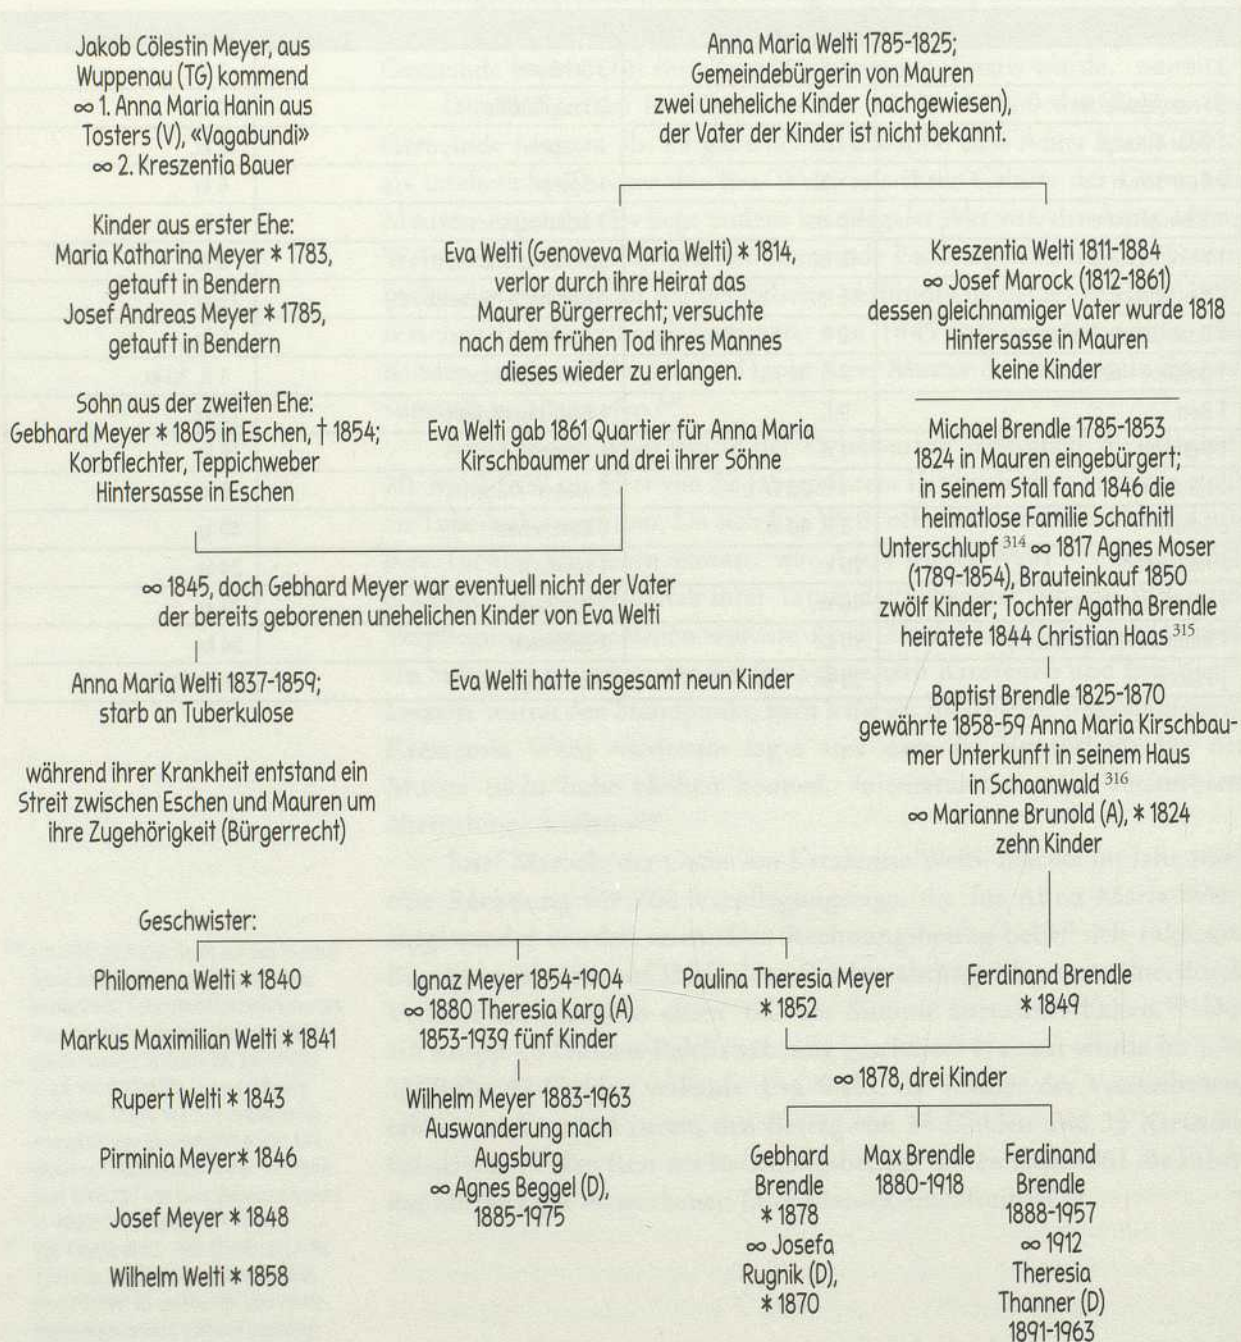 Jakob Cölestin Meyer, aus
Wuppenau (TG) kommend
∞ 1. Anna Maria Hanin aus
Tosters (V), «Vagabundi»
∞ 2. Kreszentia Bauer
Anna Maria Welti 1785-1825;
Gemeindebürgerin von Mauren
zwei uneheliche Kinder (nachgewiesen),
der Vater der Kinder ist nicht bekannt.
Kinder aus erster Ehe:
Maria Katharina Meyer * 1783,
getauft in Bendern
Josef Andreas Meyer * 1785,
getauft in Bendern
Eva Welti (Genoveva Maria Welti) * 1814,
verlor durch ihre Heirat das
Maurer Bürgerrecht; versuchte
nach dem frühen Tod ihres Mannes
dieses wieder zu erlangen.
Kreszentia Welti 1811-1884
∞ Josef Marock (1812-1861)
dessen gleichnamiger Vater wurde 1818
Hintersasse in Mauren
keine Kinder
Sohn aus der zweiten Ehe:
Gebhard Meyer * 1805 in Eschen, † 1854;
Korbflechter, Teppichweber
Hintersasse in Eschen
Eva Welti gab 1861 Quartier für Anna Maria
Kirschbaumer und drei ihrer Söhne
Michael Brendle 1785-1853
1824 in Mauren eingebürgert;
in seinem Stall fand 1846 die
heimatlose Familie Schafhitl
Unterschlupf 314 ∞ 1817 Agnes Moser
(1789-1854), Brauteinkauf 1850
zwölf Kinder; Tochter Agatha Brendle
heiratete 1844 Christian Haas 315
∞ 1845, doch Gebhard Meyer war eventuell nicht der Vater
der bereits geborenen unehelichen Kinder von Eva Welti
Anna Maria Welti 1837-1859;
starb an Tuberkulose
Eva Welti hatte insgesamt neun Kinder
Baptist Brendle 1825-1870
gewährte 1858-59 Anna Maria Kirschbau-
mer Unterkunft in seinem Haus
in Schaanwald 316
∞ Marianne Brunold (A), * 1824
zehn Kinder
während ihrer Krankheit entstand ein
Streit zwischen Eschen und Mauren um
ihre Zugehörigkeit (Bürgerrecht)
Geschwister:
Philomena Welti * 1840
Markus Maximilian Welti * 1841
Rupert Welti * 1843
Pirminia Meyer* 1846
Josef Meyer * 1848
Wilhelm Welti * 1858
Ignaz Meyer 1854-1904
∞ 1880 Theresia Karg (A)
1853-1939 fünf Kinder
Wilhelm Meyer 1883-1963
Auswanderung nach
Augsburg
∞ Agnes Beggel (D),
1885-1975
Paulina Theresia Meyer
* 1852
Ferdinand Brendle
* 1849
∞ 1878, drei Kinder
Gebhard
Brendle
* 1878
∞ Josefa
Rugnik (D),
* 1870
Max Brendle
1880-1918
Ferdinand
Brendle
1888-1957
∞ 1912
Theresia
Thanner (D)
1891-1963